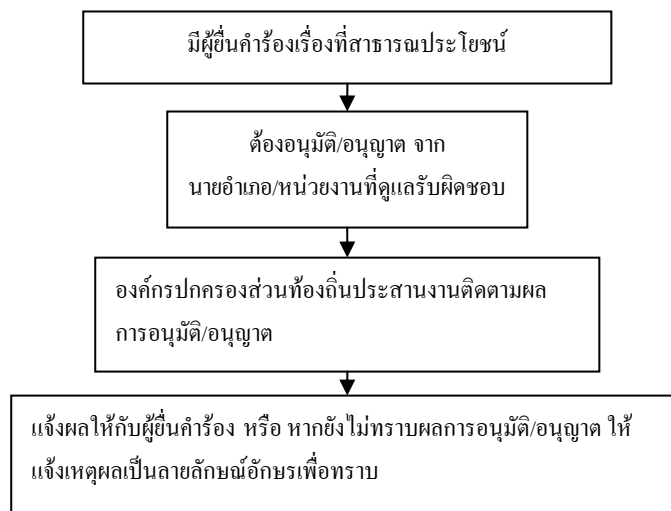 มีผู้ยื่นคำร้องเรื่องที่สาธารณประโยชน์
ต้องอนุมัติ/อนุญาต จาก
นายอำเภอ/หน่วยงานที่ดูแลรับผิดชอบ
องค์กรปกครองส่วนท้องถิ่นประสานงานติดตามผล
การอนุมัติ/อนุญาต
แจ้งผลให้กับผู้ยื่นคำร้อง หรือ หากยังไม่ทราบผลการอนุมัติ/อนุญาต ให้
แจ้งเหตุผลเป็นลายลักษณ์อักษรเพื่อทราบ